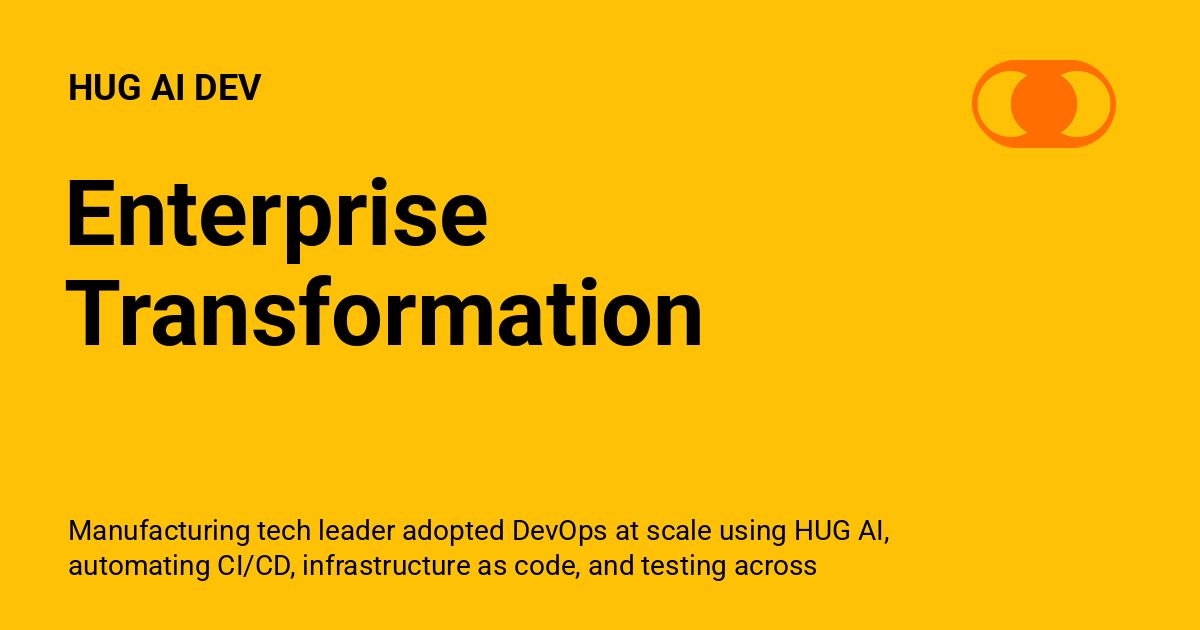 HUG AI DEV
Enterprise
Transformation
Manufacturing tech leader adopted DevOps at scale using HUG AI,
automating CI/CD, infrastructure as code, and testing across